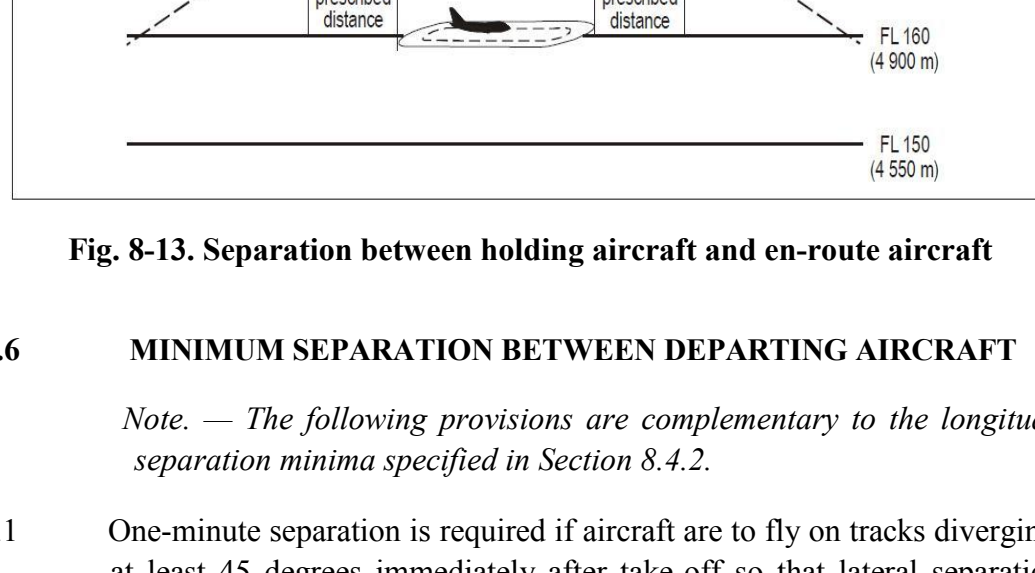 prescribed
distance
prescribed
distance
FL 160
(4 900 m)
FL 150
(4 550 m)
Fig. 8-13. Separation between holding aircraft and en-route aircraft
.6 MINIMUM SEPARATION BETWEEN DEPARTING AIRCRAFT
Note. — The following provisions are complementary to the longitu
separation minima specified in Section 8.4.2.
1 One-minute separation is required if aircraft are to fly on tracks divergin
at least 45 degrees immediately after take-off so that lateral separatio